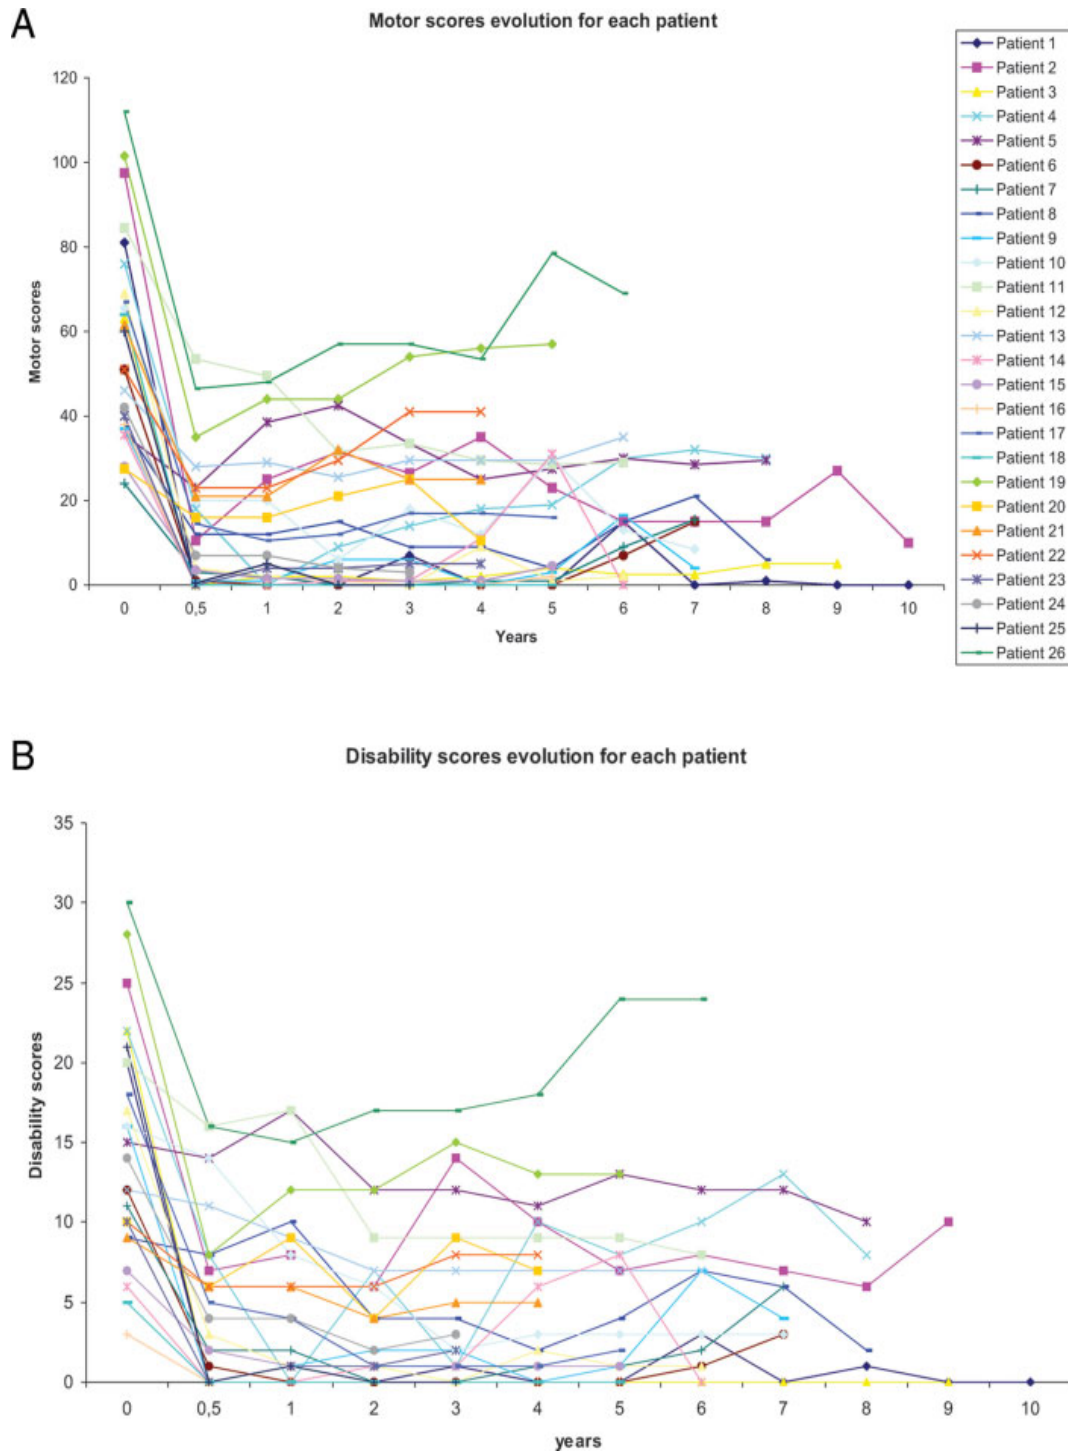 A
Motor scores evolution for each patient
Motor scores
120
100
80
60
40
20
0
0 0,5 1 2 3 4 5 6 7 8 9 10
Years
Patient 1
Patient 2
Patient 3
Patient 4
Patient 5
Patient 6
Patient 7
Patient 8
Patient 9
Patient 10
Patient 11
Patient 12
Patient 13
Patient 14
Patient 15
Patient 16
Patient 17
Patient 18
Patient 19
Patient 20
Patient 21
Patient 22
Patient 23
Patient 24
Patient 25
Patient 26
B
Disability scores evolution for each patient
Disability scores
35
30
25
20
15
10
5
0
0 0,5 1 2 3 4 5 6 7 8 9 10
years